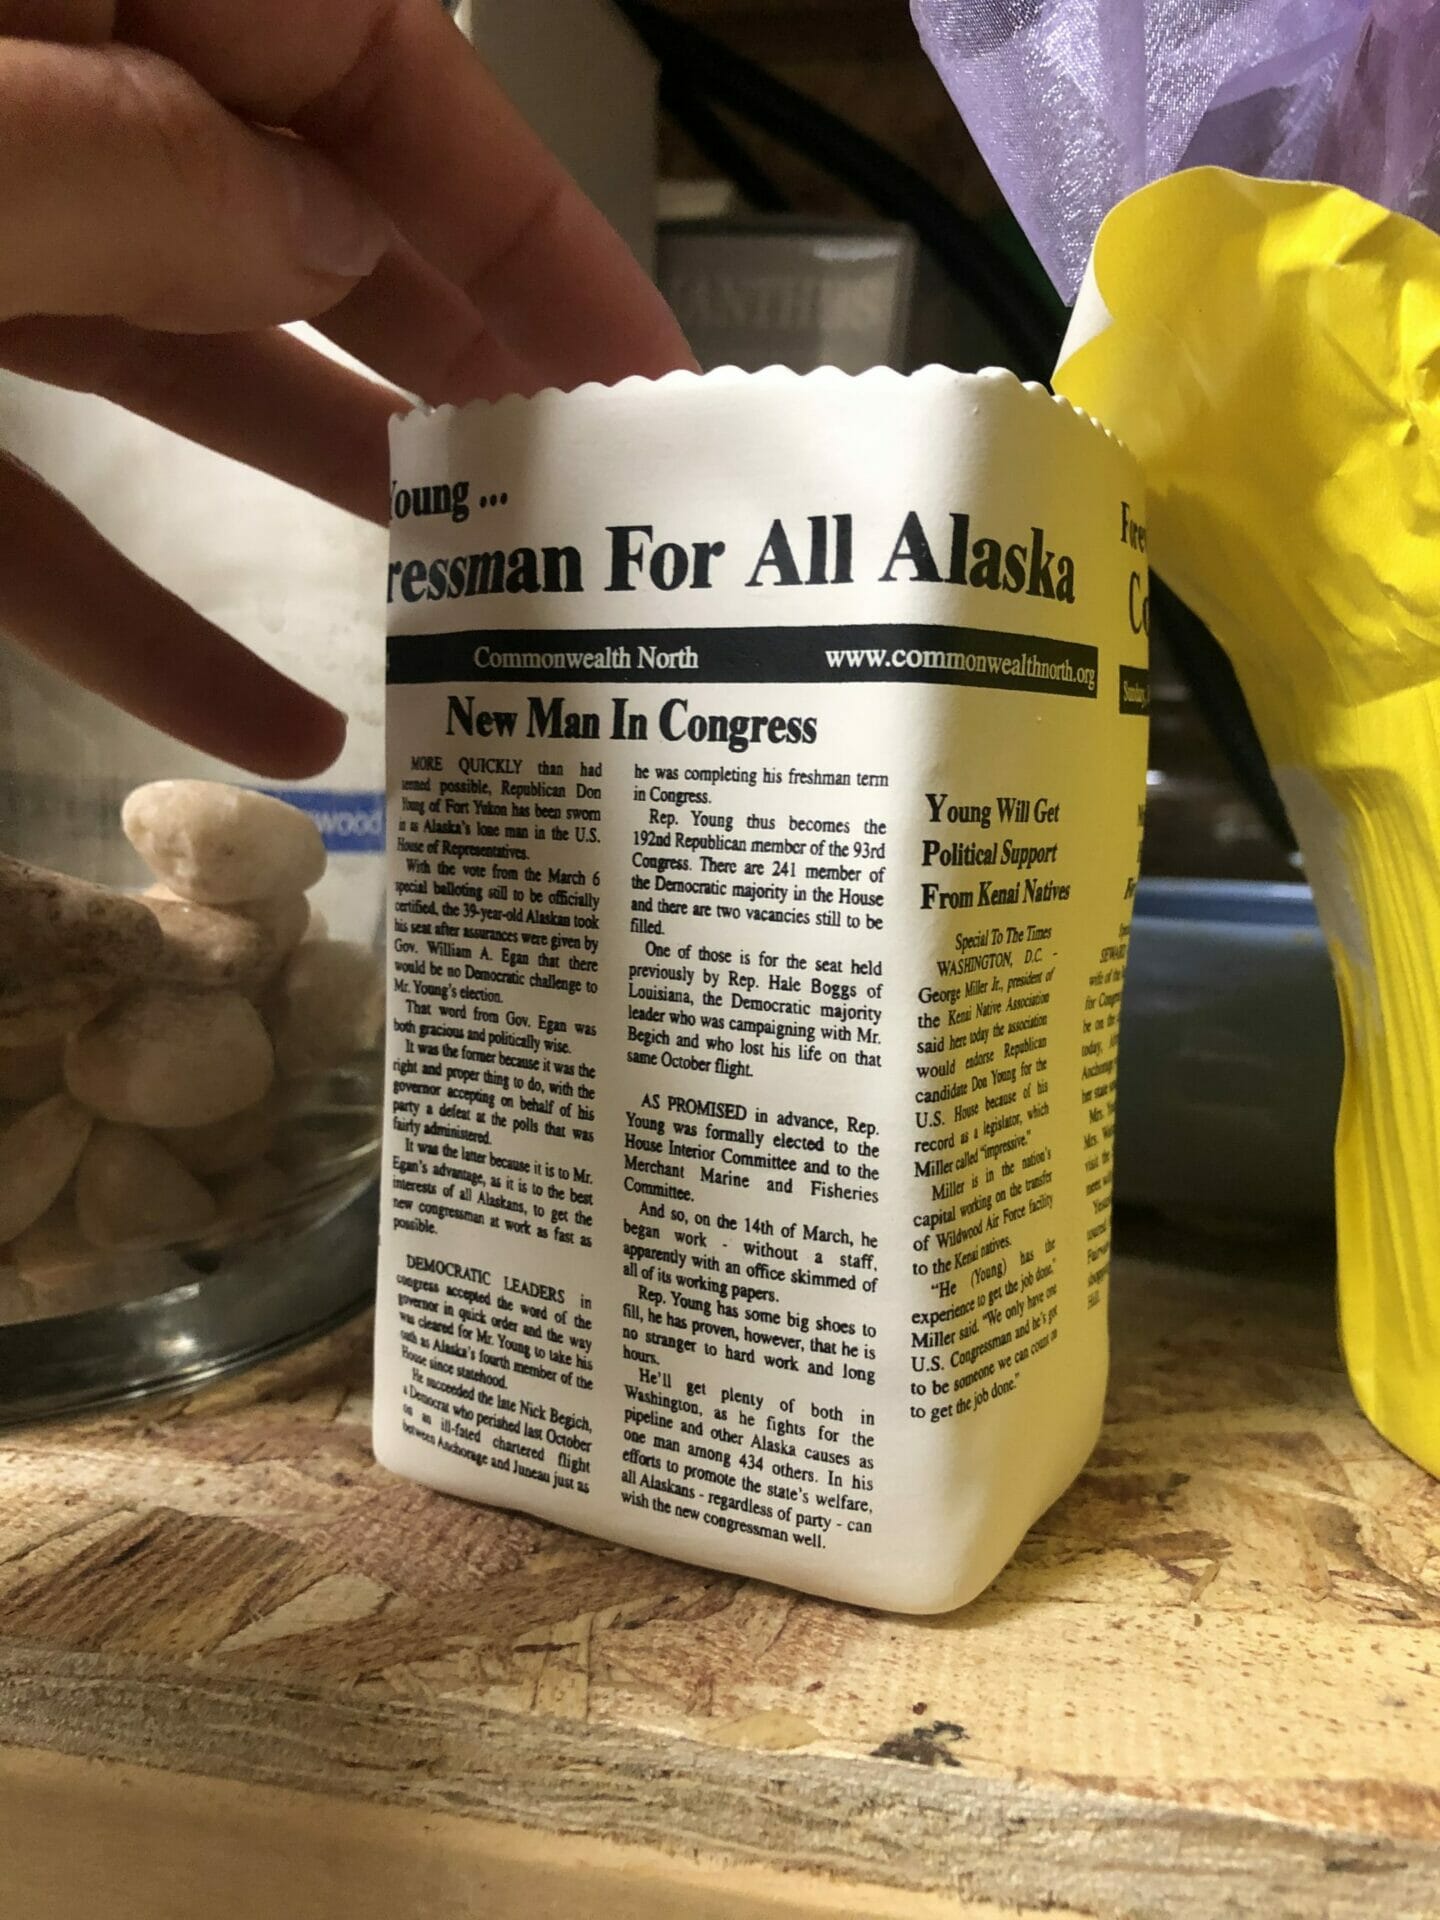 Young ...
ressman For All Alaska
Commonwealth North
www.commonwealthnorth.org
New Man In Congress
MORE QUICKLY than had
seemed possible, Republican Don
Young of Fort Yukon has been sworn
in as Alaska's lone man in the U.S.
House of Representatives.
With the vote from the March 6
special balloting still to be officially
certified, the 39-year-old Alaskan took
his seat after assurances were given by
Gov. William A. Egan that there
would be no Democratic challenge to
Mr. Young's election.
That word from Gov. Egan was
both gracious and politically wise.
It was the former because it was the
right and proper thing to do, with the
governor accepting on behalf of his
party a defeat at the polls that was
fairly administered.
It was the latter because it is to Mr.
Egan's advantage, as it is to the best
interests of all Alaskans, to get the
new congressman at work as fast as
possible.
DEMOCRATIC LEADERS in
congress accepted the word of the
governor in quick order and the way
was cleared for Mr. Young to take his
oath as Alaska's fourth member of the
House since statehood.
He succeeded the late Nick Begich,
a Democrat who perished last October
on an ill-fated chartered flight
between Anchorage and Juneau just as
he was completing his freshman term
in Congress.
Rep. Young thus becomes the
192nd Republican member of the 93rd
Congress. There are 241 member of
the Democratic majority in the House
and there are two vacancies still to be
filled.
One of those is for the seat held
previously by Rep. Hale Boggs of
Louisiana, the Democratic majority
leader who was campaigning with Mr.
Begich and who lost his life on that
same October flight.
AS PROMISED in advance, Rep.
Young was formally elected to the
House Interior Committee and to the
Merchant Marine and Fisheries
Committee.
And so, on the 14th of March, he
began work - without a staff,
apparently with an office skimmed of
all of its working papers.
Rep. Young has some big shoes to
fill, he has proven, however, that he is
no stranger to hard work and long
hours.
He'll get plenty of both in
Washington, as he fights for the
pipeline and other Alaska causes as
one man among 434 others. In his
efforts to promote the state's welfare,
all Alaskans - regardless of party - can
wish the new congressman well.
Young Will Get
Political Support
From Kenai Natives
Special To The Times
WASHINGTON, D.C. -
George Miller Jr., president of
the Kenai Native Association
said here today the association
would endorse Republican
candidate Don Young for the
U.S. House because of his
record as a legislator, which
Miller called "impressive."
Miller is in the nation's
capital working on the transfer
of Wildwood Air Force facility
to the Kenai natives.
"He (Young) has the
experience to get the job done,"
Miller said. "We only have one
U.S. Congressman and he's got
to be someone we can count on
to get the job done."
Sunday,
SEWARD
wife of the
for Congr
be on the
today,
Anchorage
her state
Mrs.
Mrs.
visit the
wood